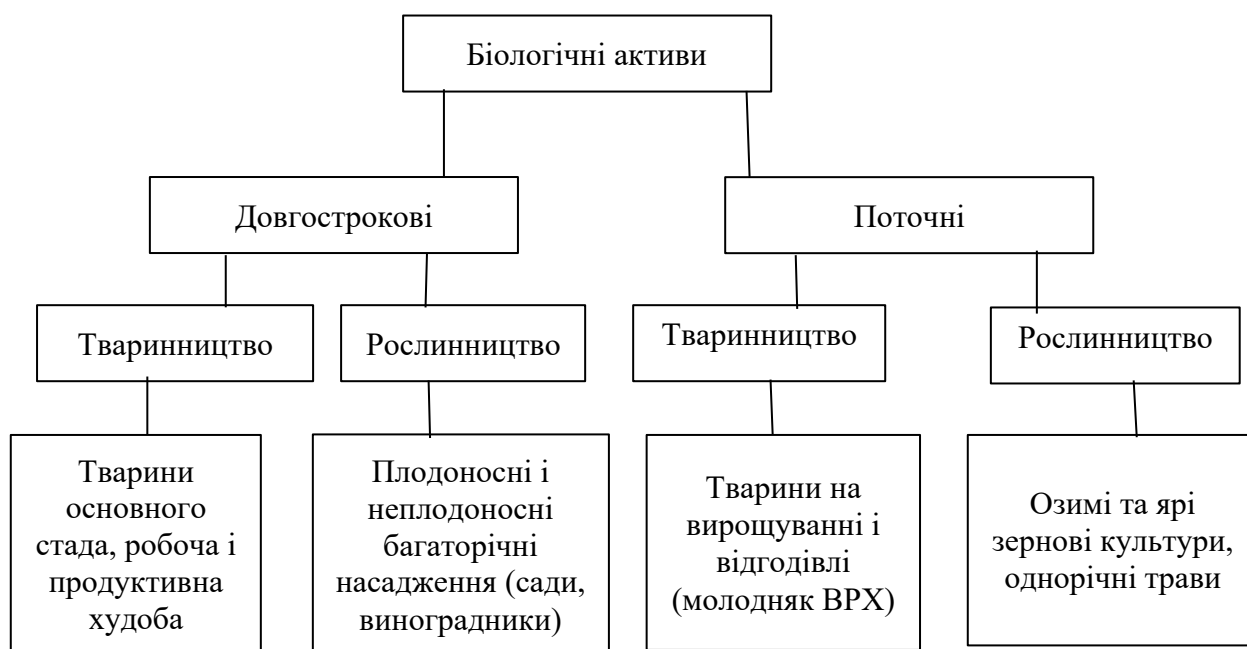 Біологічні активи
Довгострокові
Поточні
Тваринництво
Рослинництво
Тваринництво
Рослинництво
Тварини
основного
стада, робоча і
продуктивна
худоба
Плодоносні і
неплодоносні
багаторічні
насадження (сади,
виноградники)
Тварини на
вирощуванні і
відгодівлі
(молодняк ВРХ)
Озимі та ярі
зернові культури,
однорічні трави